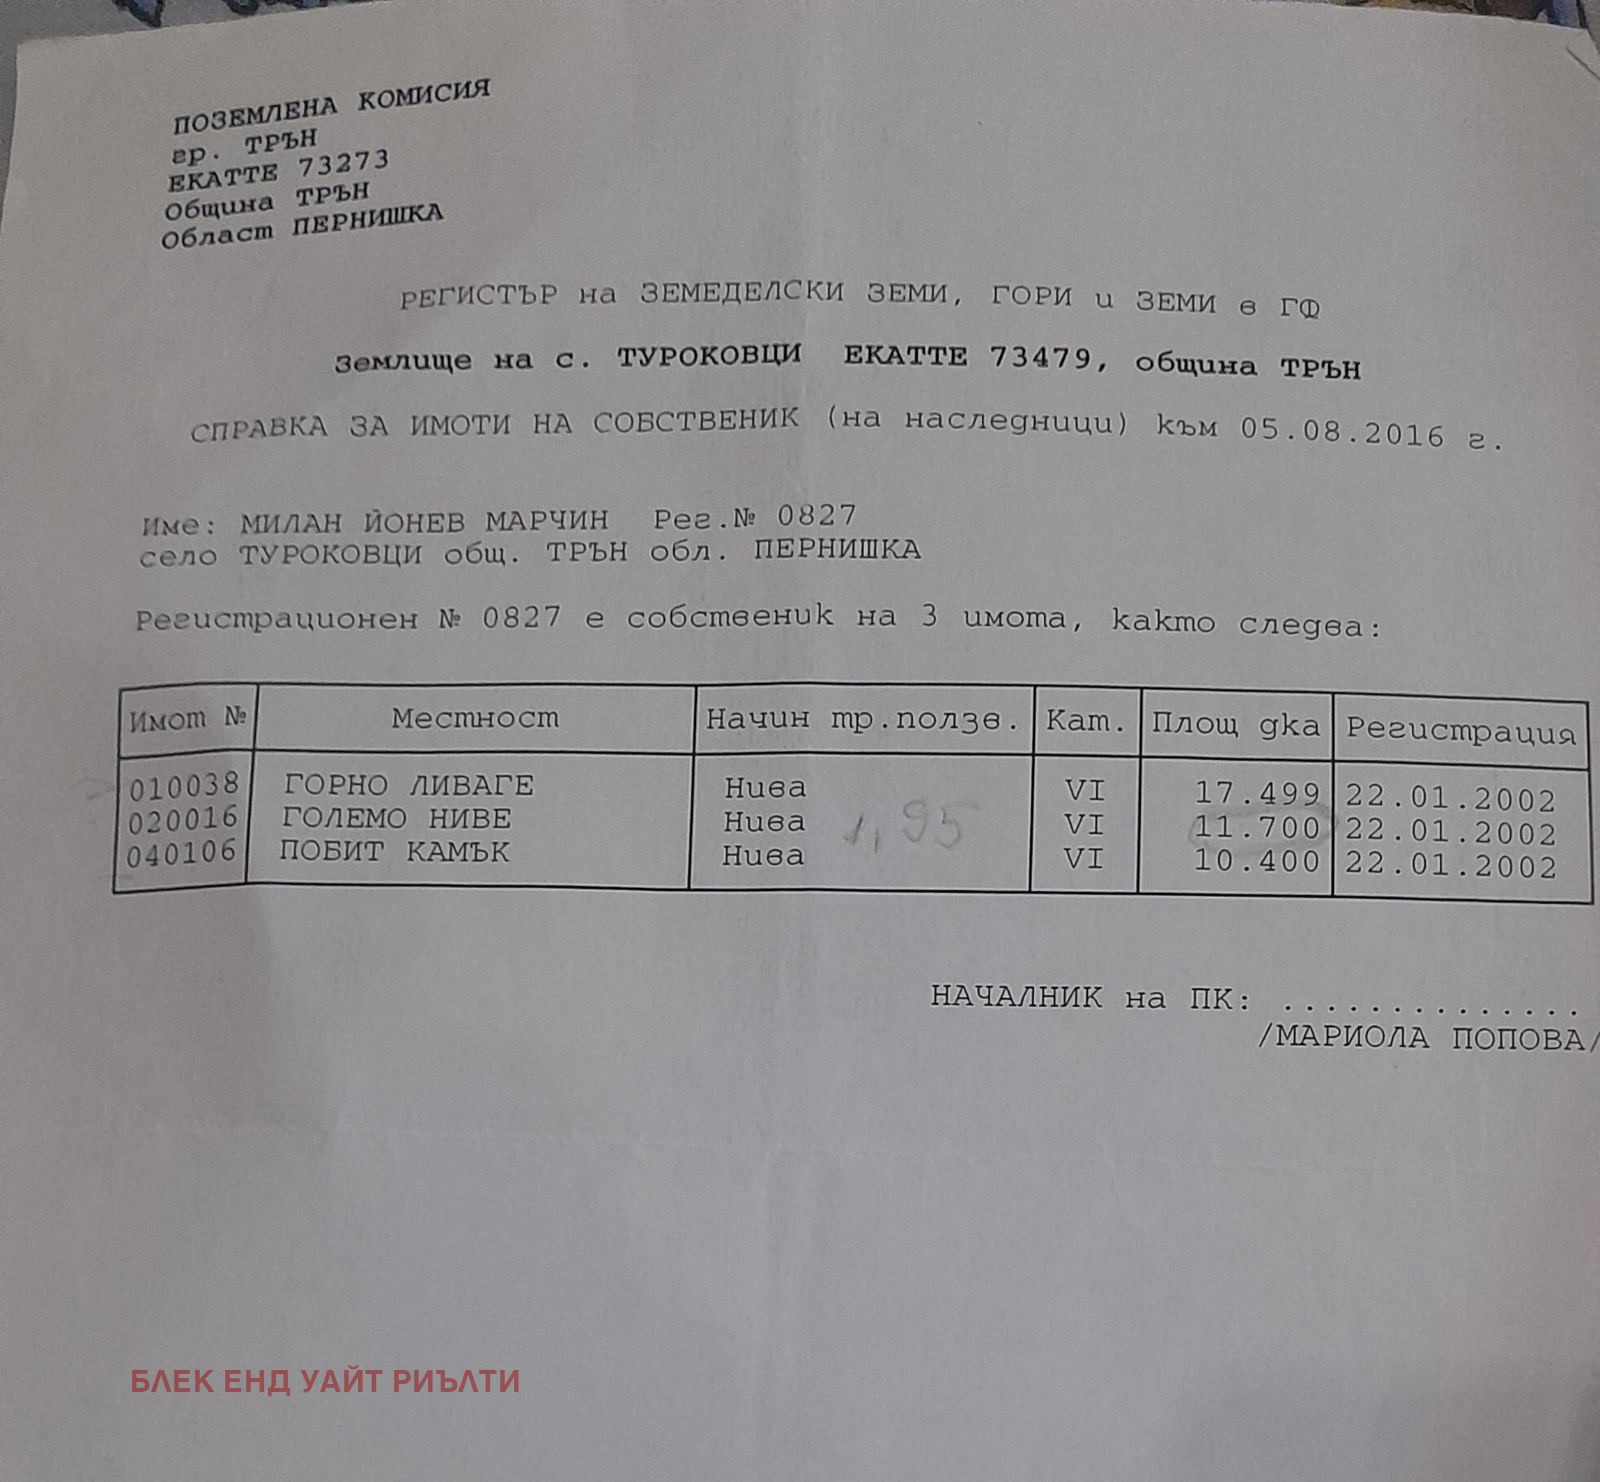 ПОЗЕМЛЕНА КОМИСИЯ
гр. ТРЪН
ЕКАТТЕ 73273
Община ТРЪН
Област ПЕРНИШКА
РЕГИСТЪР на ЗЕМЕДЕЛСКИ ЗЕМИ, ГОРИ и ЗЕМИ в ГФ
Землище на с. ТУРОКОВЦИ ЕКАТТЕ 73479, община ТРЪН
СПРАВКА ЗА ИМОТИ НА СОБСТВЕНИК (на наследници) към 05.08.2016 г.
Име: МИЛАН ЙОНЕВ МАРЧИН Рег.№ 0827
село ТУРОКОВЦИ общ. ТРЪН обл. ПЕРНИШКА
Регистрационен № 0827 е собственик на 3 имота, както следва:
Имот № Местност Начин тр.ползв. Кат. Площ дка Регистрация
010038 ГОРНО ЛИВАГЕ Нива VI 17.499 22.01.2002
020016 ГОЛЕМО НИВЕ Нива 1,95 VI 11.700 22.01.2002
040106 ПОБИТ КАМЪК Нива VI 10.400 22.01.2002
НАЧАЛНИК на ПК: ..............
/МАРИОЛА ПОПОВА/
БЛЕК ЕНД УАЙТ РИЪЛТИ